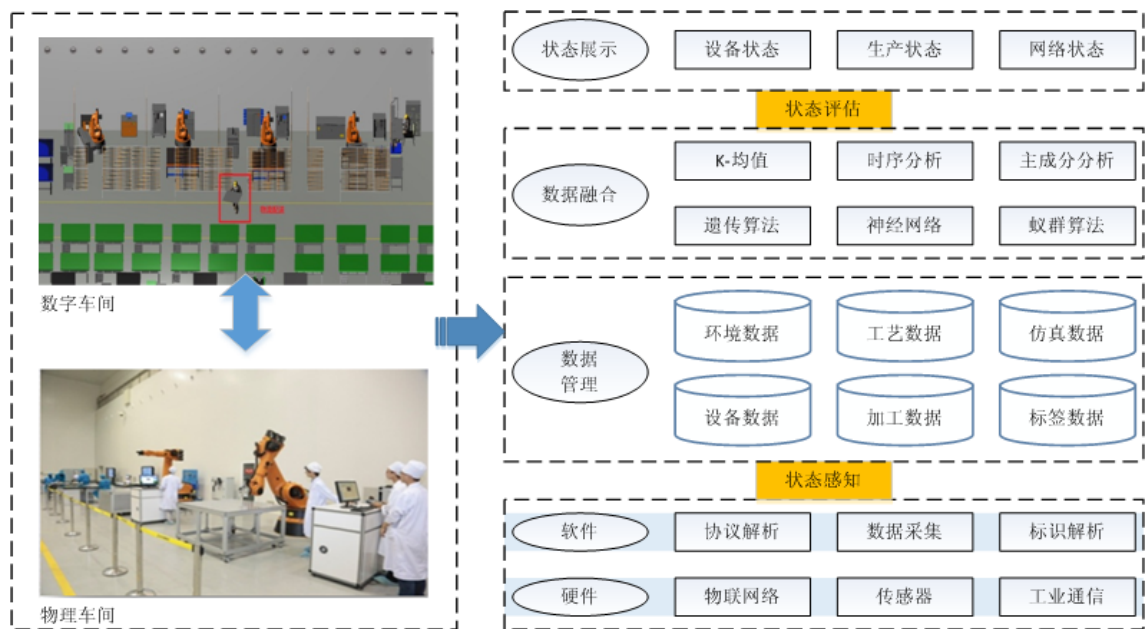 数字车间
物理车间
状态展示
设备状态
生产状态
网络状态
状态评估
数据融合
K-均值
时序分析
主成分分析
遗传算法
神经网络
蚁群算法
数据
管理
环境数据
工艺数据
仿真数据
设备数据
加工数据
标签数据
状态感知
软件
协议解析
数据采集
标识解析
硬件
物联网络
传感器
工业通信